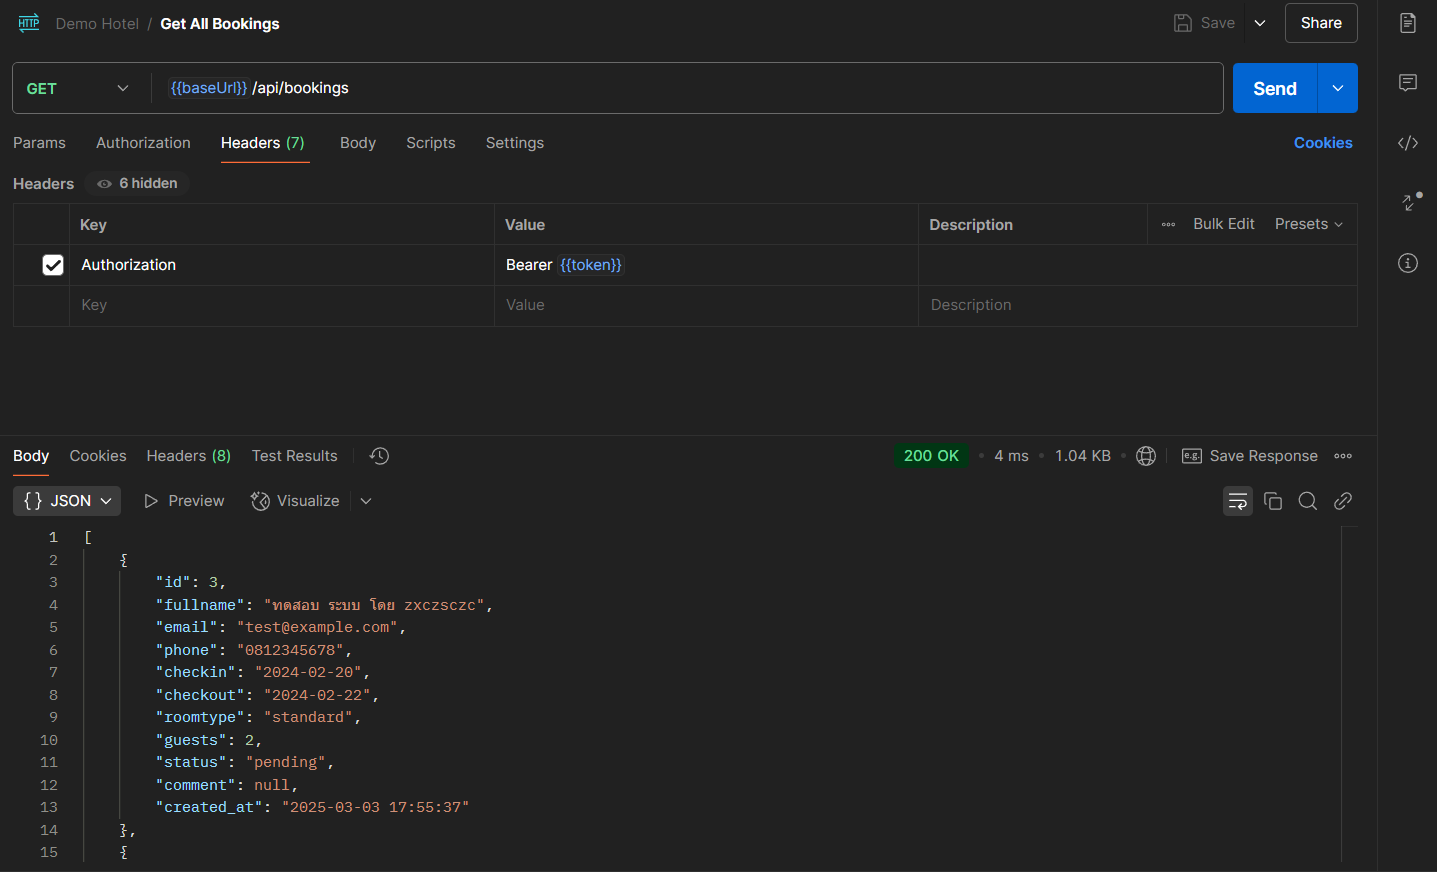 HTTP Demo Hotel / Get All Bookings Save Share
GET {{baseUrl}}/api/bookings Send
Params Authorization Headers (7) Body Scripts Settings Cookies
Headers 6 hidden
Key Value Description Bulk Edit Presets
Authorization Bearer {{token}}
Key Value Description
Body Cookies Headers (8) Test Results 200 OK 4 ms 1.04 KB e.g. Save Response
{} JSON Preview Visualize
1 [
2 {
3 "id": 3,
4 "fullname": "ทดสอบ ระบบ โดย zxczsczc",
5 "email": "test@example.com",
6 "phone": "0812345678",
7 "checkin": "2024-02-20",
8 "checkout": "2024-02-22",
9 "roomtype": "standard",
10 "guests": 2,
11 "status": "pending",
12 "comment": null,
13 "created_at": "2025-03-03 17:55:37"
14 },
15 {